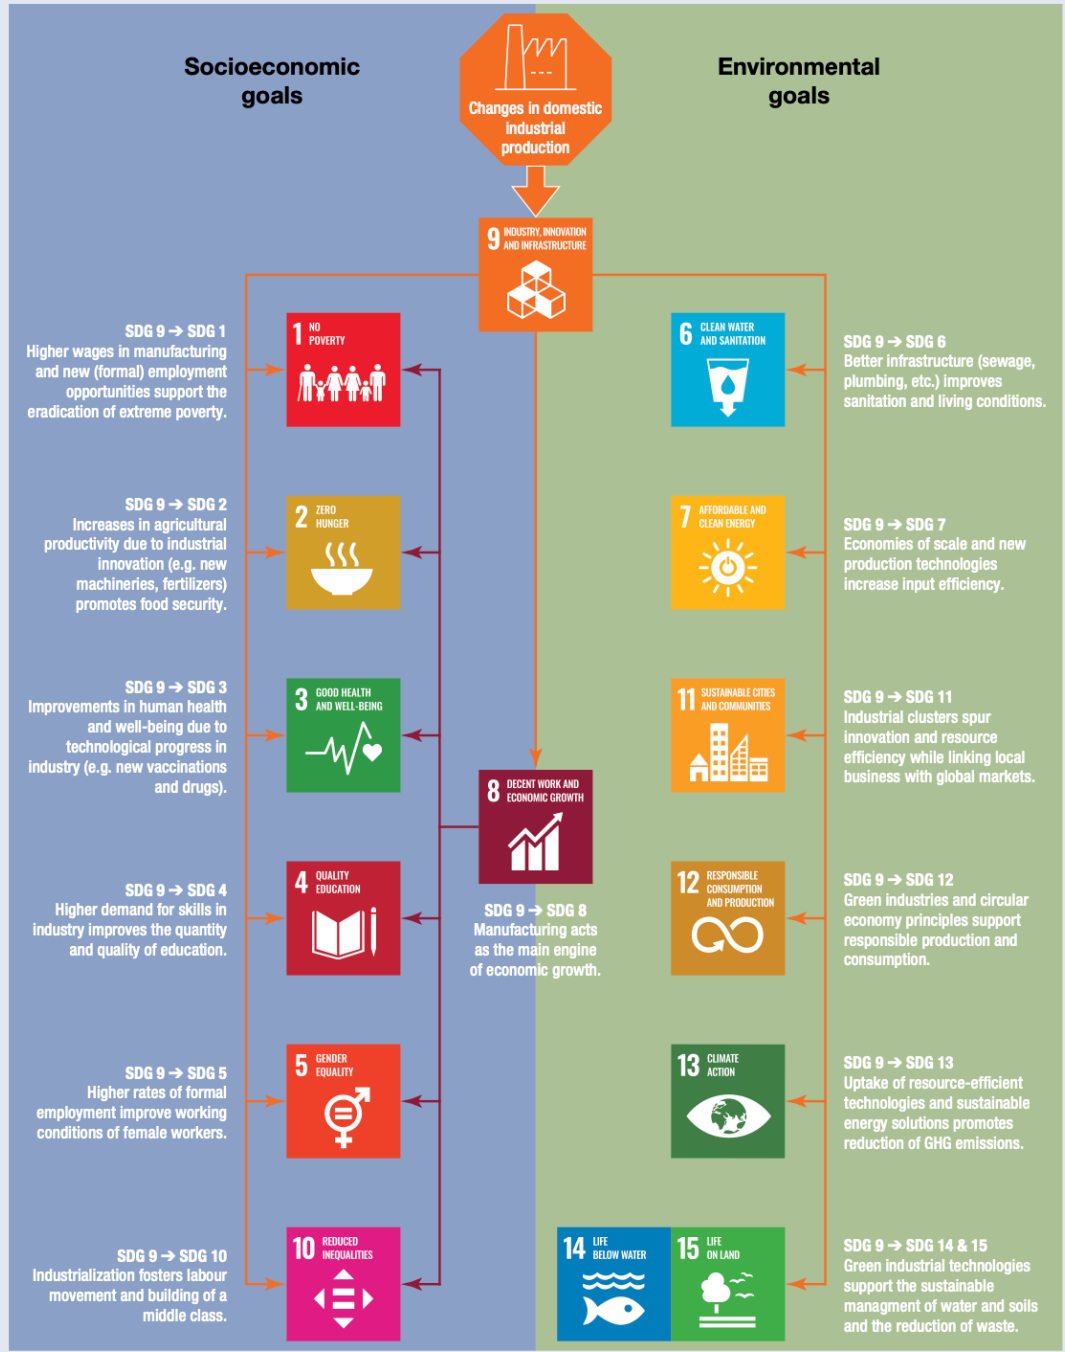 Socioeconomic
goals
Changes in domestic
industrial
production
Environmental
goals
9 INDUSTRY, INNOVATION
AND INFRASTRUCTURE
SDG 9 → SDG 1
Higher wages in manufacturing
and new (formal) employment
opportunities support the
eradication of extreme poverty.
1 NO
POVERTY
6 CLEAN WATER
AND SANITATION
SDG 9 → SDG 6
Better infrastructure (sewage,
plumbing, etc.) improves
sanitation and living conditions.
SDG 9 → SDG 2
Increases in agricultural
productivity due to industrial
innovation (e.g. new
machineries, fertilizers)
promotes food security.
2 ZERO
HUNGER
7 AFFORDABLE AND
CLEAN ENERGY
SDG 9 → SDG 7
Economies of scale and new
production technologies
increase input efficiency.
SDG 9 → SDG 3
Improvements in human health
and well-being due to
technological progress in
industry (e.g. new vaccinations
and drugs).
3 GOOD HEALTH
AND WELL-BEING
11 SUSTAINABLE CITIES
AND COMMUNITIES
SDG 9 → SDG 11
Industrial clusters spur
innovation and resource
efficiency while linking local
business with global markets.
8 DECENT WORK AND
ECONOMIC GROWTH
SDG 9 → SDG 8
Manufacturing acts
as the main engine
of economic growth.
SDG 9 → SDG 4
Higher demand for skills in
industry improves the quantity
and quality of education.
4 QUALITY
EDUCATION
12 RESPONSIBLE
CONSUMPTION
AND PRODUCTION
SDG 9 → SDG 12
Green industries and circular
economy principles support
responsible production and
consumption.
SDG 9 → SDG 5
Higher rates of formal
employment improve working
conditions of female workers.
5 GENDER
EQUALITY
13 CLIMATE
ACTION
SDG 9 → SDG 13
Uptake of resource-efficient
technologies and sustainable
energy solutions promotes
reduction of GHG emissions.
SDG 9 → SDG 10
Industrialization fosters labour
movement and building of a
middle class.
10 REDUCED
INEQUALITIES
14 LIFE
BELOW WATER
15 LIFE
ON LAND
SDG 9 → SDG 14 & 15
Green industrial technologies
support the sustainable
managment of water and soils
and the reduction of waste.